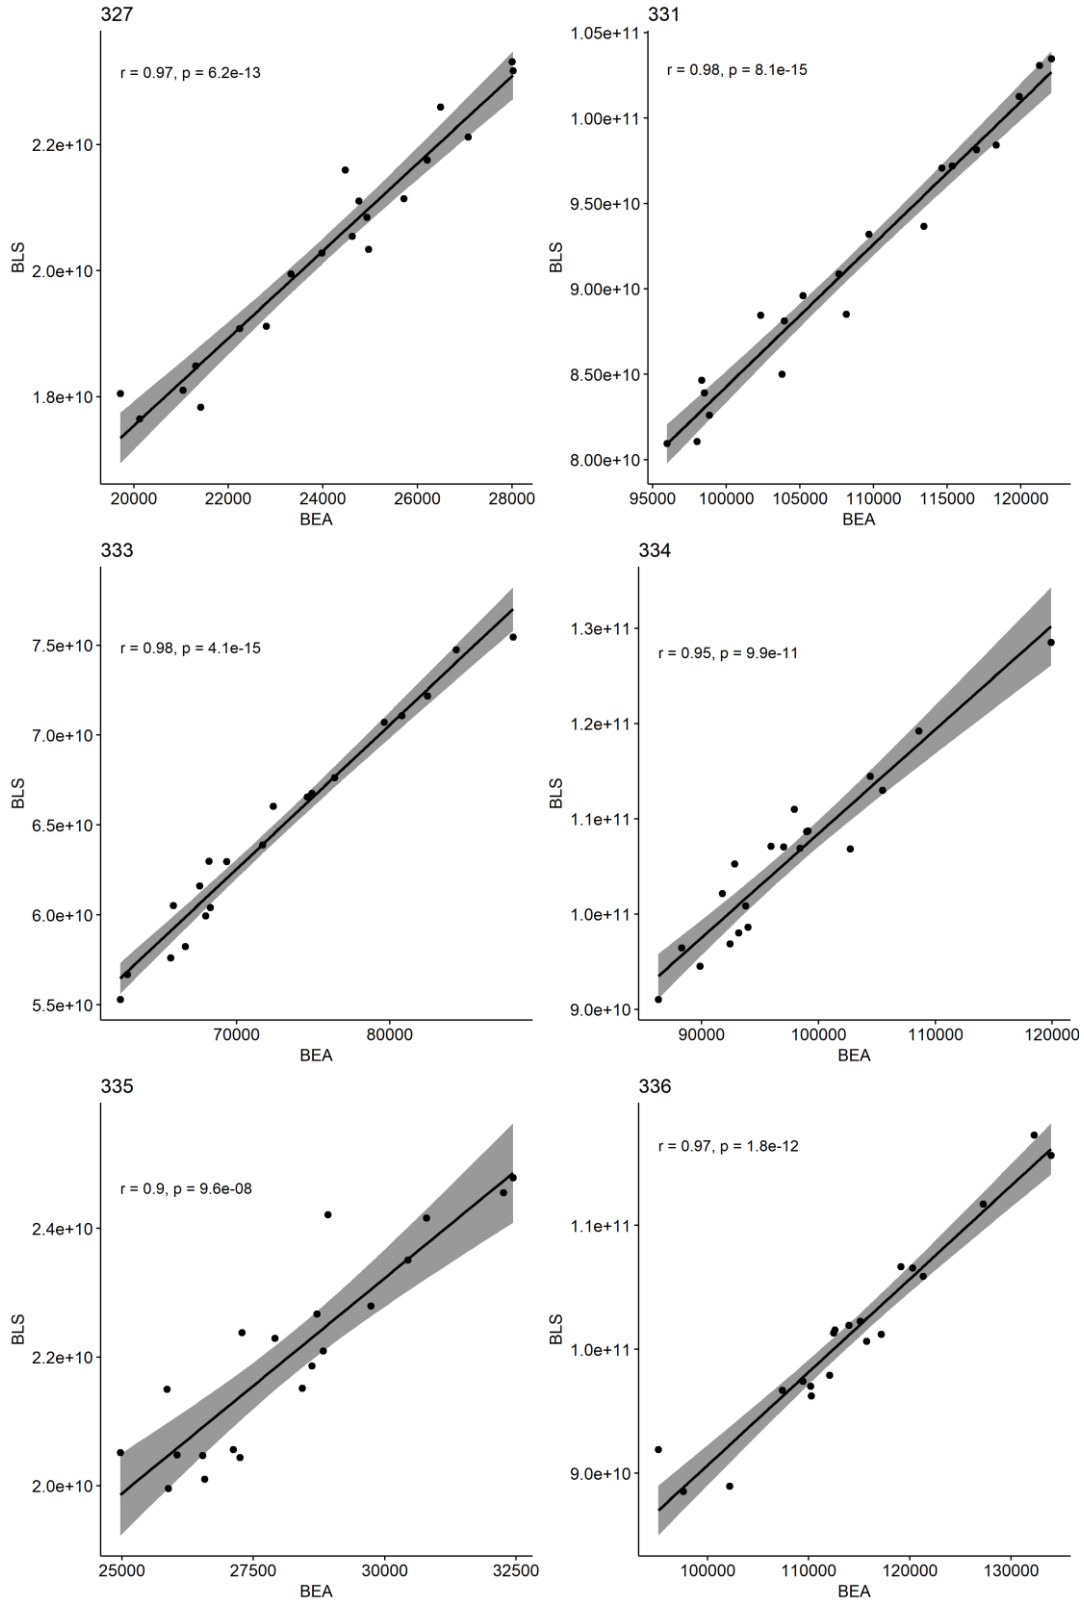 327
r = 0.97, p = 6.2e-13
BLS
2.2e+10
2.0e+10
1.8e+10
20000 22000 24000 26000 28000
BEA
331
r = 0.98, p = 8.1e-15
BLS
1.05e+11
1.00e+11
9.50e+10
9.00e+10
8.50e+10
8.00e+10
95000 100000 105000 110000 115000 120000
BEA
333
r = 0.98, p = 4.1e-15
BLS
7.5e+10
7.0e+10
6.5e+10
6.0e+10
5.5e+10
70000 80000
BEA
334
r = 0.95, p = 9.9e-11
BLS
1.3e+11
1.2e+11
1.1e+11
1.0e+11
9.0e+10
90000 100000 110000 120000
BEA
335
r = 0.9, p = 9.6e-08
BLS
2.4e+10
2.2e+10
2.0e+10
25000 27500 30000 32500
BEA
336
r = 0.97, p = 1.8e-12
BLS
1.1e+11
1.0e+11
9.0e+10
100000 110000 120000 130000
BEA